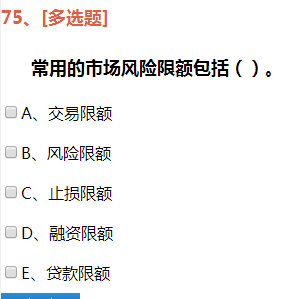 75、[多选题]
常用的市场风险限额包括 ( ) 。
A、交易限额
B、风险限额
C、止损限额
D、融资限额
E、贷款限额